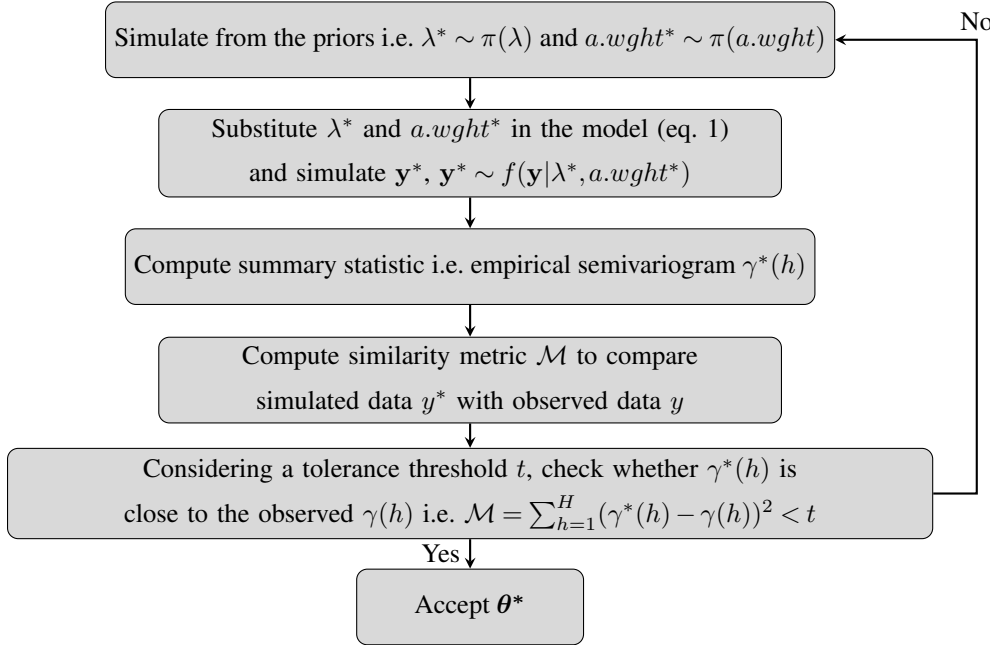 Simulate from the priors i.e. λ* ∼ π(λ) and a.wght* ∼ π(a.wght)
No
Substitute λ* and a.wght* in the model (eq. 1)
and simulate y*, y* ∼ f(y|λ*, a.wght*)
Compute summary statistic i.e. empirical semivariogram γ*(h)
Compute similarity metric ℳ to compare
simulated data y* with observed data y
Considering a tolerance threshold t, check whether γ*(h) is
close to the observed γ(h) i.e. ℳ = ∑_{h=1}^{H}(γ*(h) − γ(h))² < t
Yes
Accept θ*